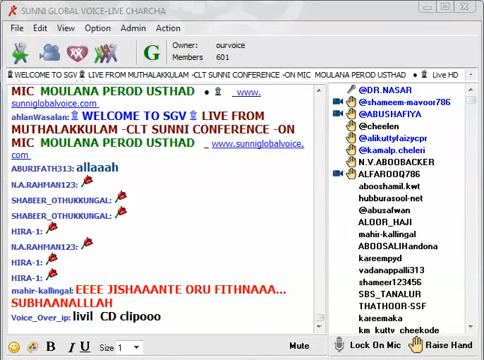 SUNNI GLOBAL VOICE-LIVE CHARCHA
File Edit View Option Admin Action
G Owner: ourvoice
Members 601
WELCOME TO SGV LIVE FROM MUTHALAKKULAM -CLT SUNNI CONFERENCE -ON MIC MOULANA PEROD USTHAD Live HD
MIC MOULANA PEROD USTHAD www.
sunniglobalvoice.com
ahlanWasalan: WELCOME TO SGV LIVE FROM
MUTHALAKKULAM -CLT SUNNI CONFERENCE -ON
MIC MOULANA PEROD USTHAD www.sunniglobalvoice.
com
ABURIFATH313: allaaah
N.A.RAHMAN123:
SHABEER_OTHUKKUNGAL:
SHABEER_OTHUKKUNGAL:
HIRA-1:
N.A.RAHMAN123:
HIRA-1:
HIRA-1:
mahir-kallingal: EEEE JISHAAANTE ORU FITHNAAA...
SUBHAANALLLAH
Voice_Over_ip: livil CD clipooo
B I U Size 1 Mute
@DR.NASAR
@shameem-mavoor786
@ABUSHAFIYA
@cheelen
@alikuttyfaizycpr
@kamalp.cheleri
N.V.ABOOBACKER
ALFAROOQ786
abooshamil.kwt
hubburasool-net
@abusafwan
ALOOR_HAJI
mahir-kallingal
ABOOSALIHandona
kareempyd
vadanappalli313
shameer123456
SBS_TANALUR
THATHOOR-SSF
kareemaka
km_kutty_cheekode
Lock On Mic Raise Hand